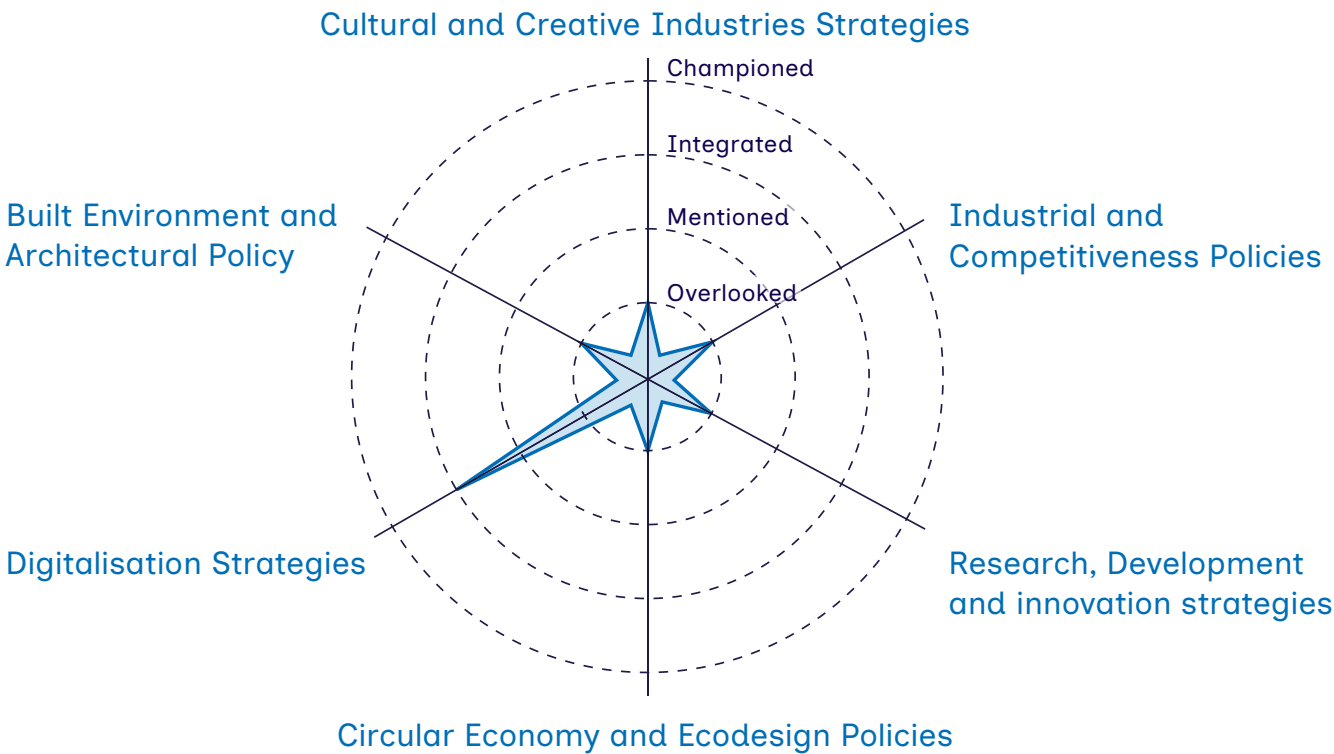 Cultural and Creative Industries Strategies
Championed
Integrated
Mentioned
Overlooked
Built Environment and
Architectural Policy
Industrial and
Competitiveness Policies
Digitalisation Strategies
Research, Development
and innovation strategies
Circular Economy and Ecodesign Policies